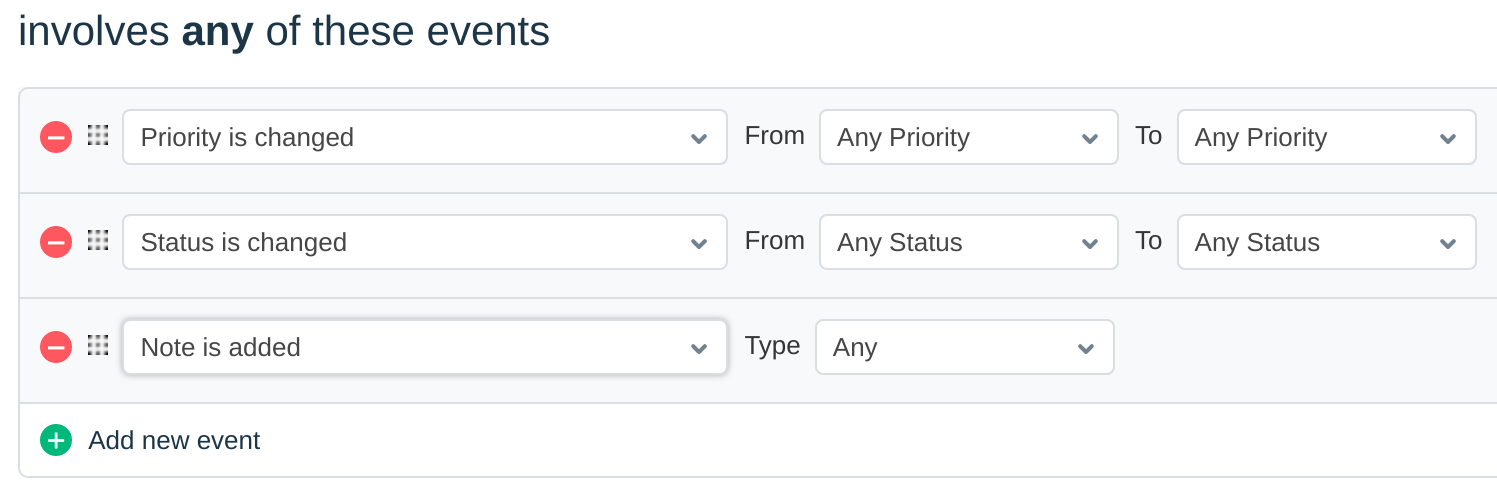 involves any of these events
Priority is changed From Any Priority To Any Priority
Status is changed From Any Status To Any Status
Note is added Type Any
Add new event